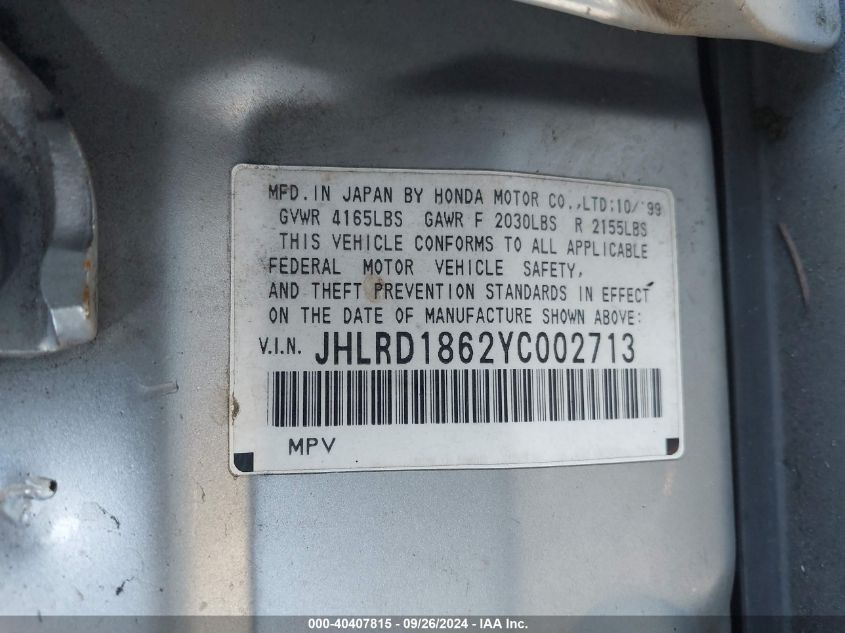 MFD. IN JAPAN BY HONDA MOTOR CO., LTD; 10/'99
GVWR 4165LBS GAWR F 2030LBS R 2155LBS
THIS VEHICLE CONFORMS TO ALL APPLICABLE
FEDERAL MOTOR VEHICLE SAFETY,
AND THEFT PREVENTION STANDARDS IN EFFECT
ON THE DATE OF MANUFACTURE SHOWN ABOVE:
V.I.N. JHLRD1862YC002713
MPV
000-40407815 - 09/26/2024 - IAA Inc.